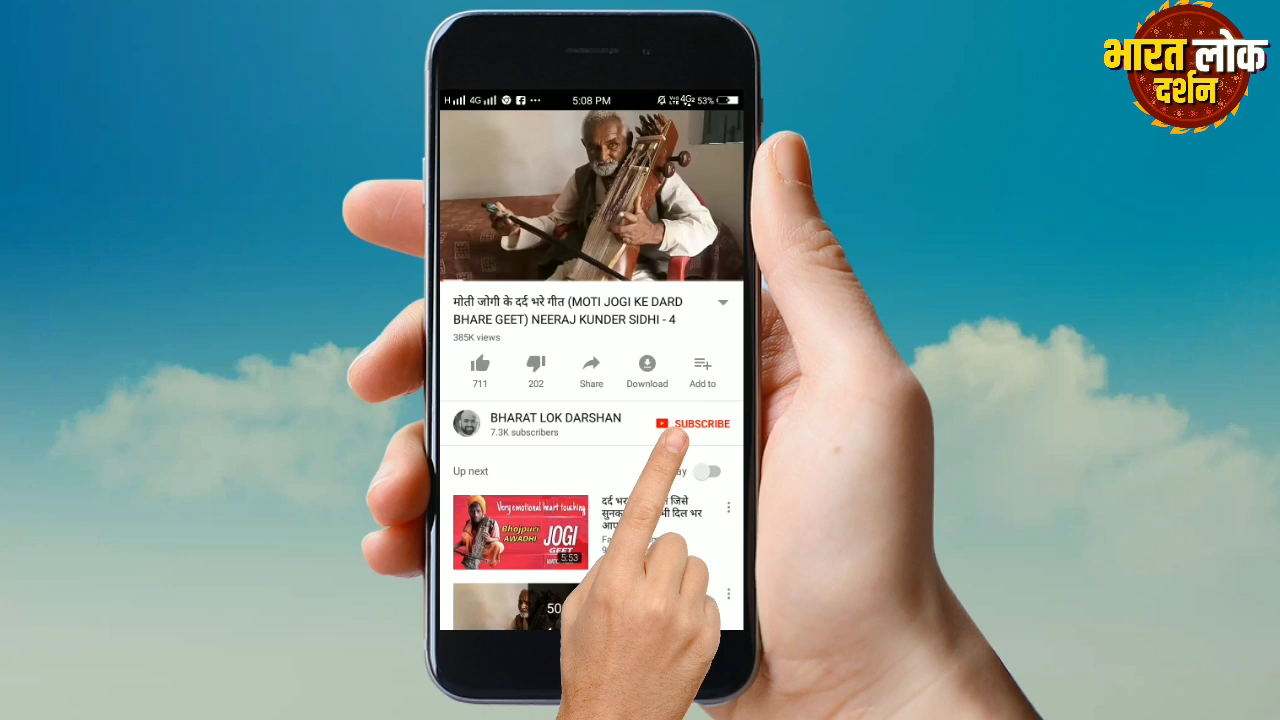 भारत लोक
दर्शन
H 4G 5:08 PM 4G2 53%
मोती जोगी के दर्द भरे गीत (MOTI JOGI KE DARD
BHARE GEET) NEERAJ KUNDER SIDHI - 4
385K views
711 202 Share Download Add to
BHARAT LOK DARSHAN
SUBSCRIBE
7.3K subscribers
Up next
Very emotional heart touching
Bhojpuri
AWADHI
JOGI
GEET
5:53
दर्द जिसे
भी दिल भर
50